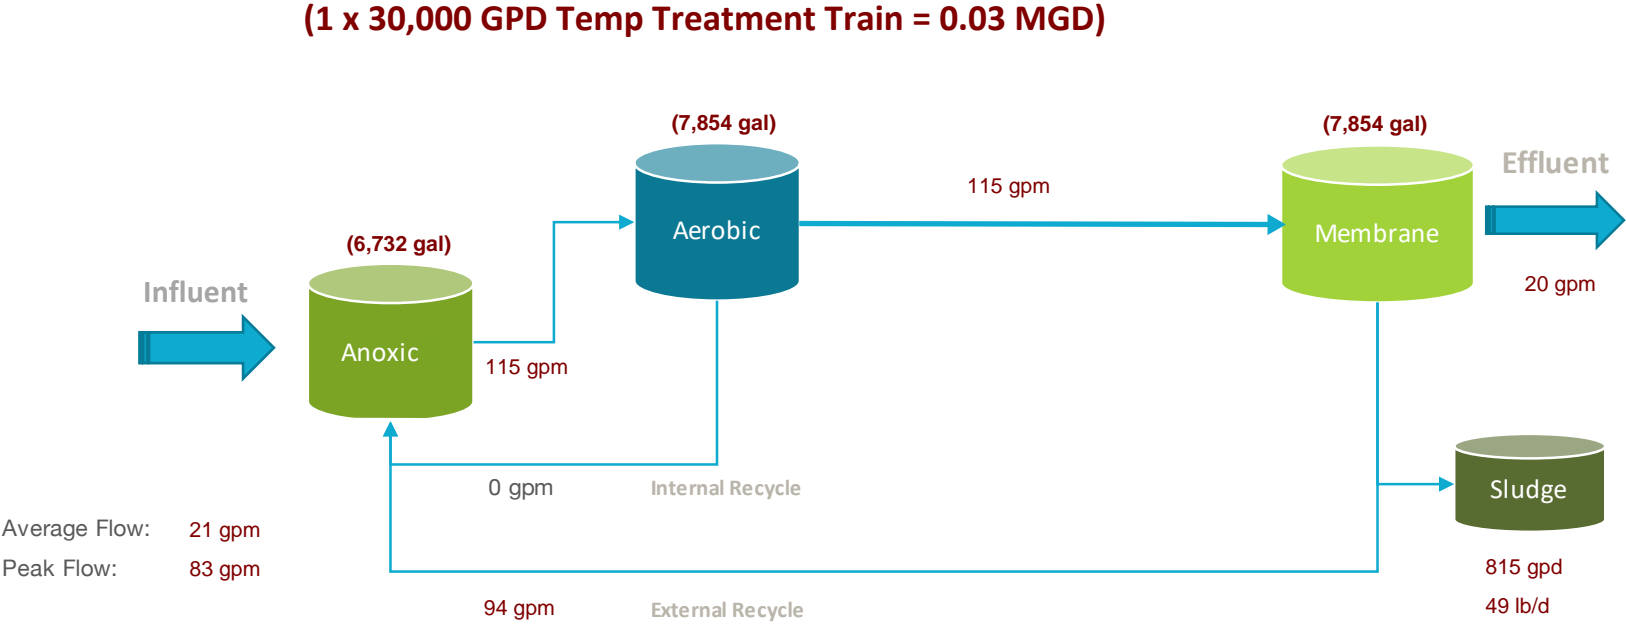 (1 x 30,000 GPD Temp Treatment Train = 0.03 MGD)
(7,854 gal)
(7,854 gal)
Effluent
115 gpm
Aerobic
Membrane
(6,732 gal)
20 gpm
Influent
Anoxic
115 gpm
0 gpm
Internal Recycle
Sludge
Average Flow: 21 gpm
Peak Flow: 83 gpm
815 gpd
94 gpm
External Recycle
49 lb/d